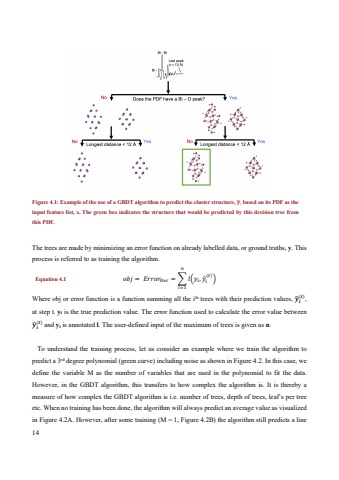 Bi - Bi
Last peak
Bi - O
No
Does the PDF have a Bi – O peak?
Yes
No
Longest distance < 12 Å
Yes
No
Longest distance < 12 Å
Yes
Figure 4.1: Example of the use of a GBDT algorithm to predict the cluster structure, ȳ, based on its PDF as the
input feature list, x. The green box indicates the structure that would be predicted by this decision tree from
this PDF.
The trees are made by minimizing an error function on already labelled data, or ground truths, y. This
process is referred to as training the algorithm.
Equation 4.1 obj = Error_{Rec} = \sum_{i=1}^{n} l(y_i, ȳ_i^{(t)})
Where obj or error function is a function summing all the i^{th} trees with their prediction values, ȳ_i^{(t)},
at step t. y_i is the true prediction value. The error function used to calculate the error value between
ȳ_i^{(t)} and y_i is annotated l. The user-defined input of the maximum of trees is given as n.
To understand the training process, let us consider an example where we train the algorithm to
predict a 3^{rd} degree polynomial (green curve) including noise as shown in Figure 4.2. In this case, we
define the variable M as the number of variables that are used in the polynomial to fit the data.
However, in the GBDT algorithm, this transfers to how complex the algorithm is. It is thereby a
measure of how complex the GBDT algorithm is i.e. number of trees, depth of trees, leaf's per tree
etc. When no training has been done, the algorithm will always predict an average value as visualized
in Figure 4.2A. However, after some training (M = 1, Figure 4.2B) the algorithm still predicts a line
14